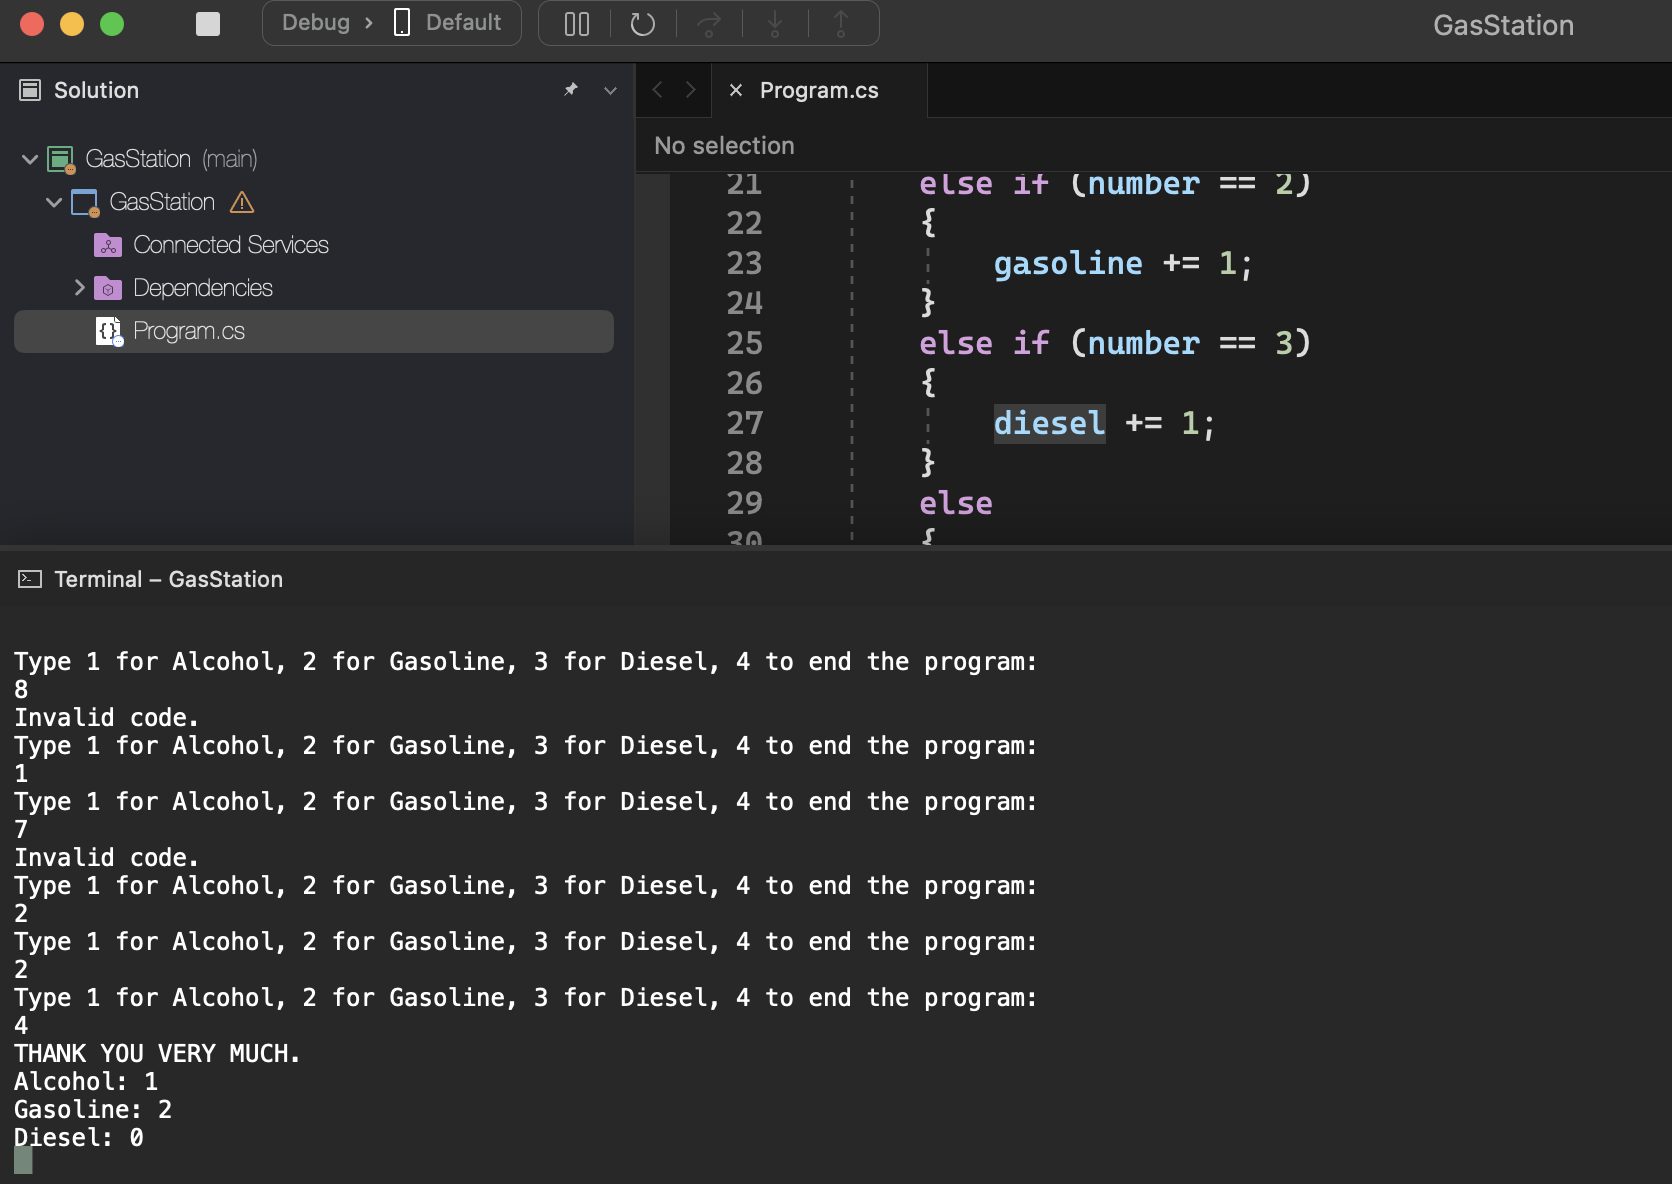 Debug › Default
GasStation
Solution
Program.cs
No selection
GasStation (main)
GasStation
Connected Services
Dependencies
Program.cs
21 else if (number == 2)
22 {
23 gasoline += 1;
24 }
25 else if (number == 3)
26 {
27 diesel += 1;
28 }
29 else
30 {
Terminal – GasStation
Type 1 for Alcohol, 2 for Gasoline, 3 for Diesel, 4 to end the program:
8
Invalid code.
Type 1 for Alcohol, 2 for Gasoline, 3 for Diesel, 4 to end the program:
1
Type 1 for Alcohol, 2 for Gasoline, 3 for Diesel, 4 to end the program:
7
Invalid code.
Type 1 for Alcohol, 2 for Gasoline, 3 for Diesel, 4 to end the program:
2
Type 1 for Alcohol, 2 for Gasoline, 3 for Diesel, 4 to end the program:
2
Type 1 for Alcohol, 2 for Gasoline, 3 for Diesel, 4 to end the program:
4
THANK YOU VERY MUCH.
Alcohol: 1
Gasoline: 2
Diesel: 0